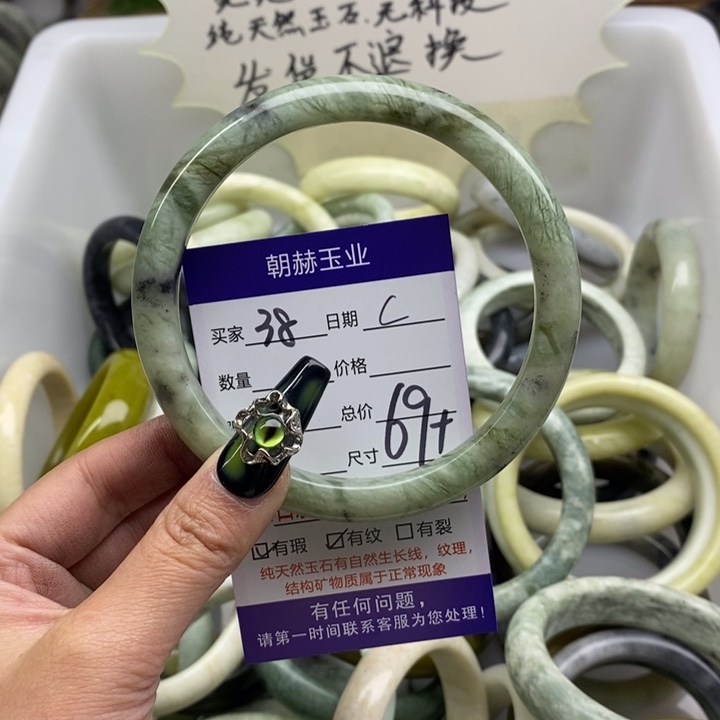 纯天然玉石.无料纹
发货不退换
朝赫玉业
买家 38 日期 C
数量 价格
总价
尺寸 69+
☑有瑕 ☑有纹 ☐有裂
纯天然玉石有自然生长线，纹理，
结构矿物质属于正常现象
有任何问题，
请第一时间联系客服为您处理！